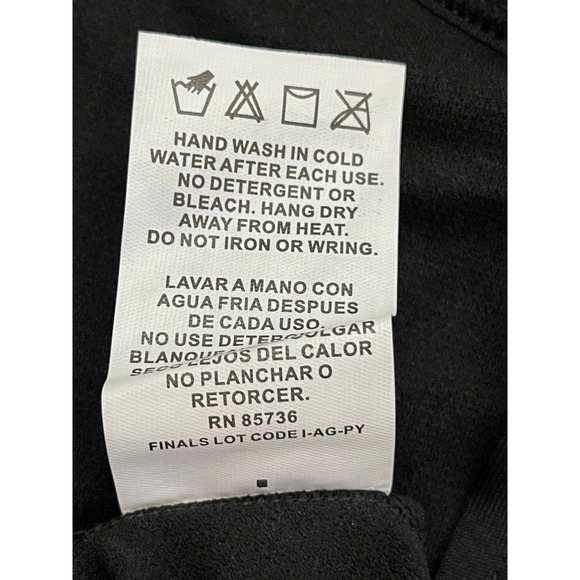 HAND WASH IN COLD
WATER AFTER EACH USE.
NO DETERGENT OR
BLEACH. HANG DRY
AWAY FROM HEAT.
DO NOT IRON OR WRING.
LAVAR A MANO CON
AGUA FRIA DESPUES
DE CADA USO.
NO USE
LEJOS DEL CALOR
NO PLANCHAR O
RETORCER.
RN 85736
FINALS LOT CODE I-AG-PY